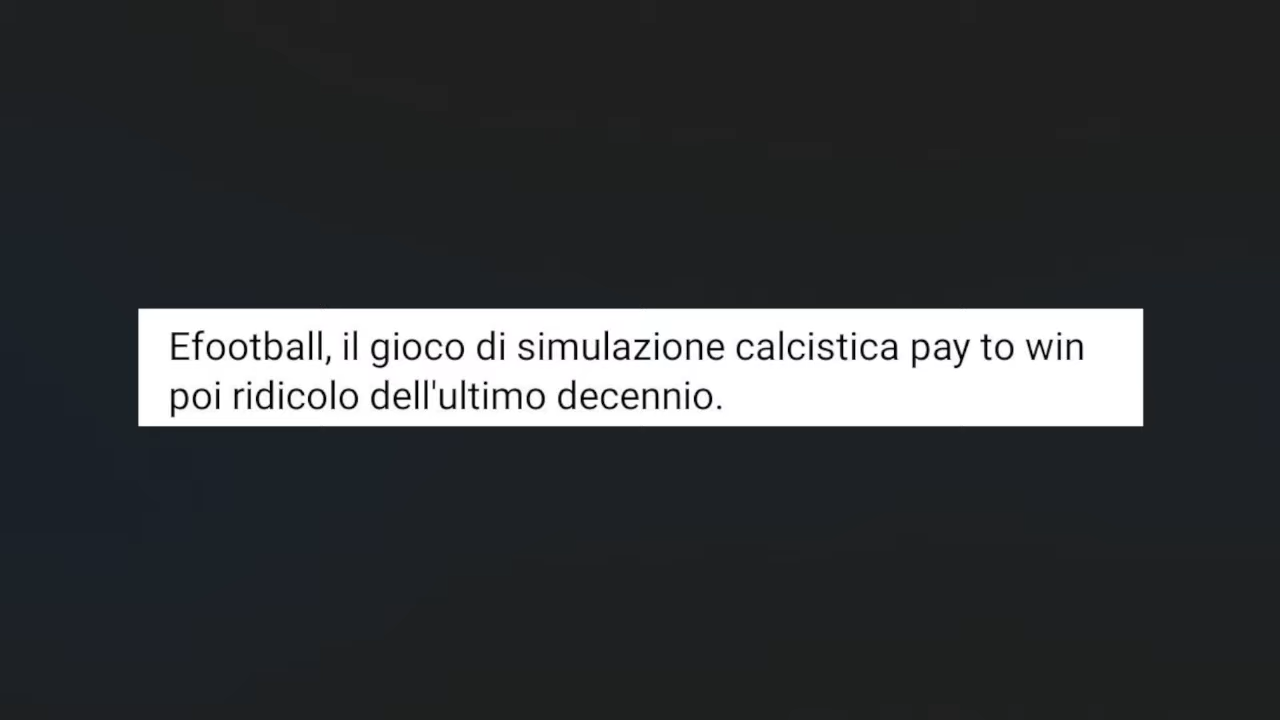 Efootball, il gioco di simulazione calcistica pay to win
poi ridicolo dell'ultimo decennio.